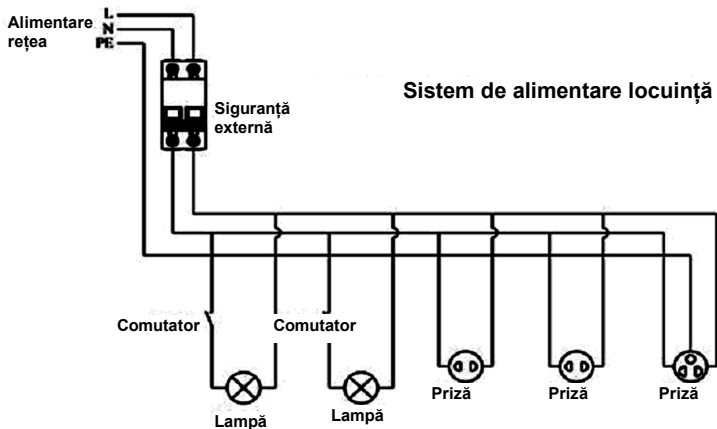 L
Alimentare N
rețea PE
Sistem de alimentare locuință
Siguranță
externă
Comutator Comutator
Priză Priză Priză
Lampă Lampă